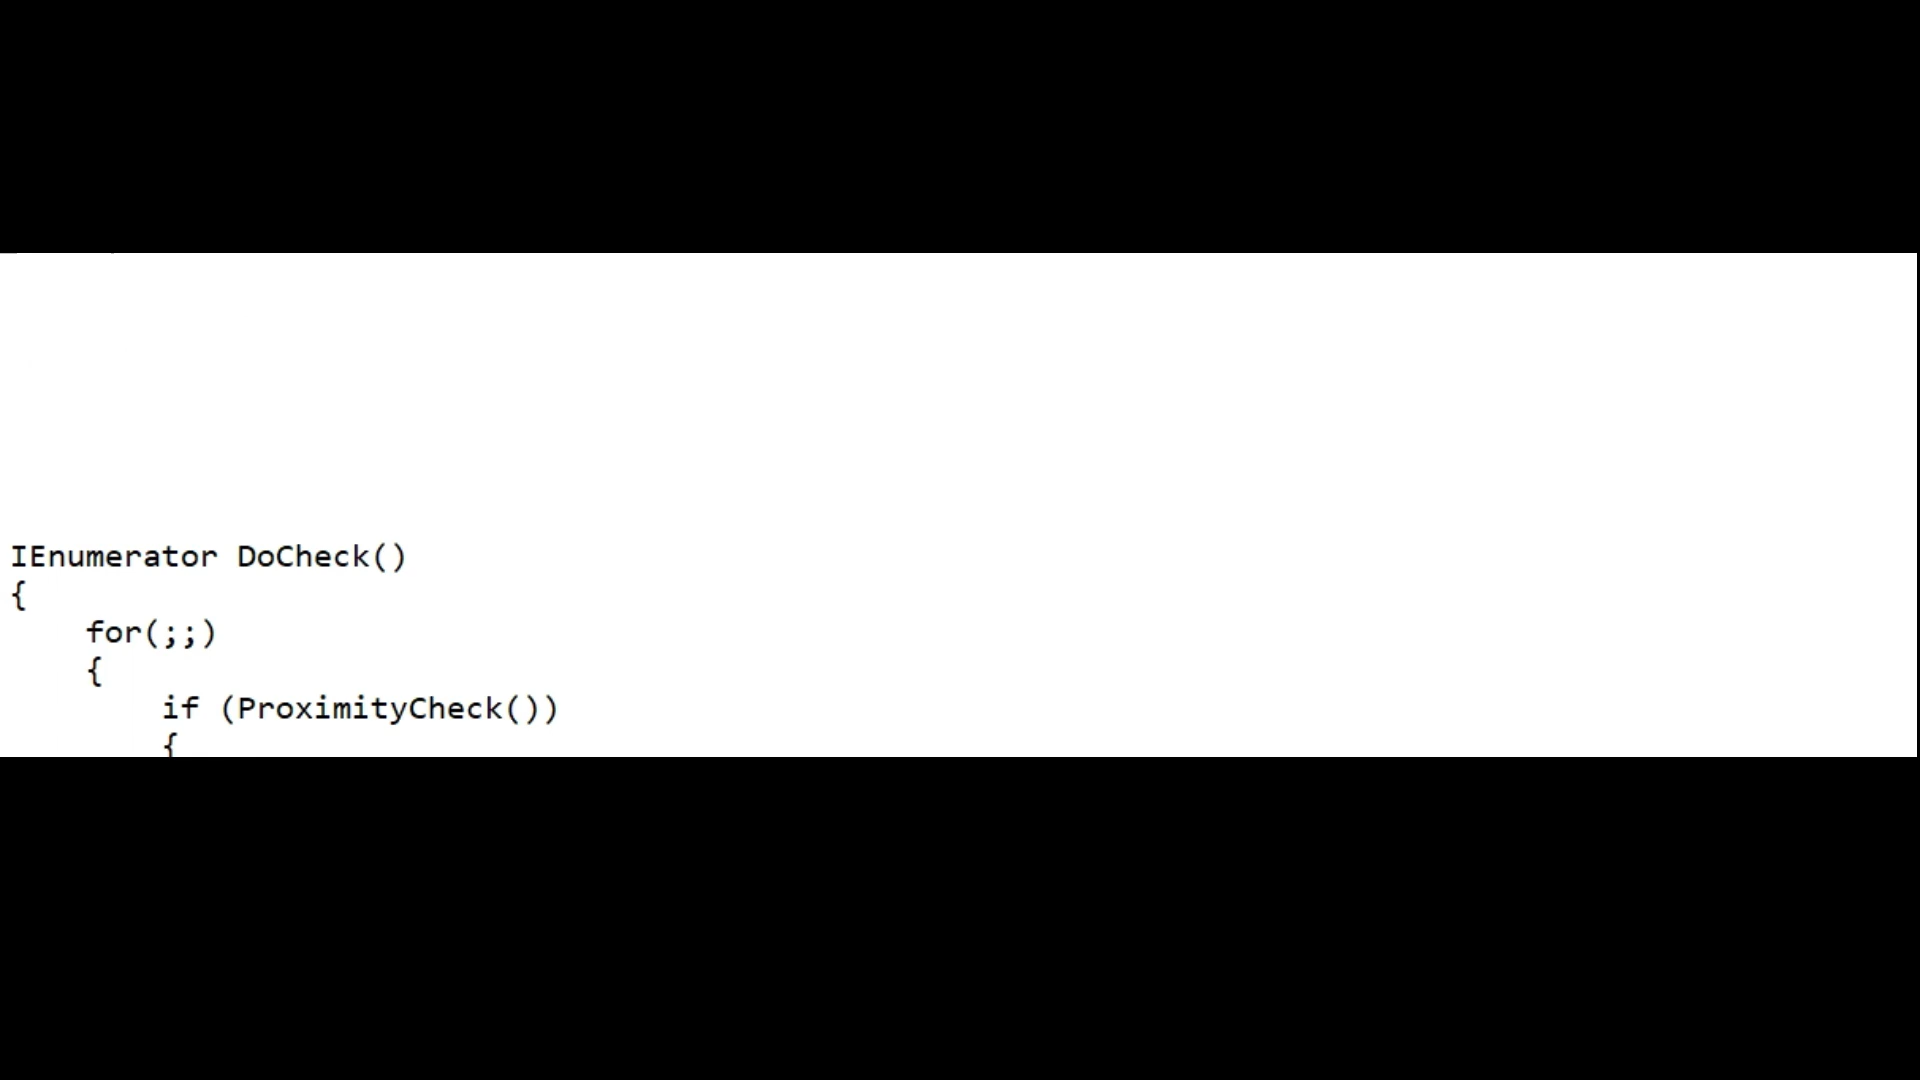 IEnumerator DoCheck()
{
    for(;;)
    {
        if (ProximityCheck())
        {